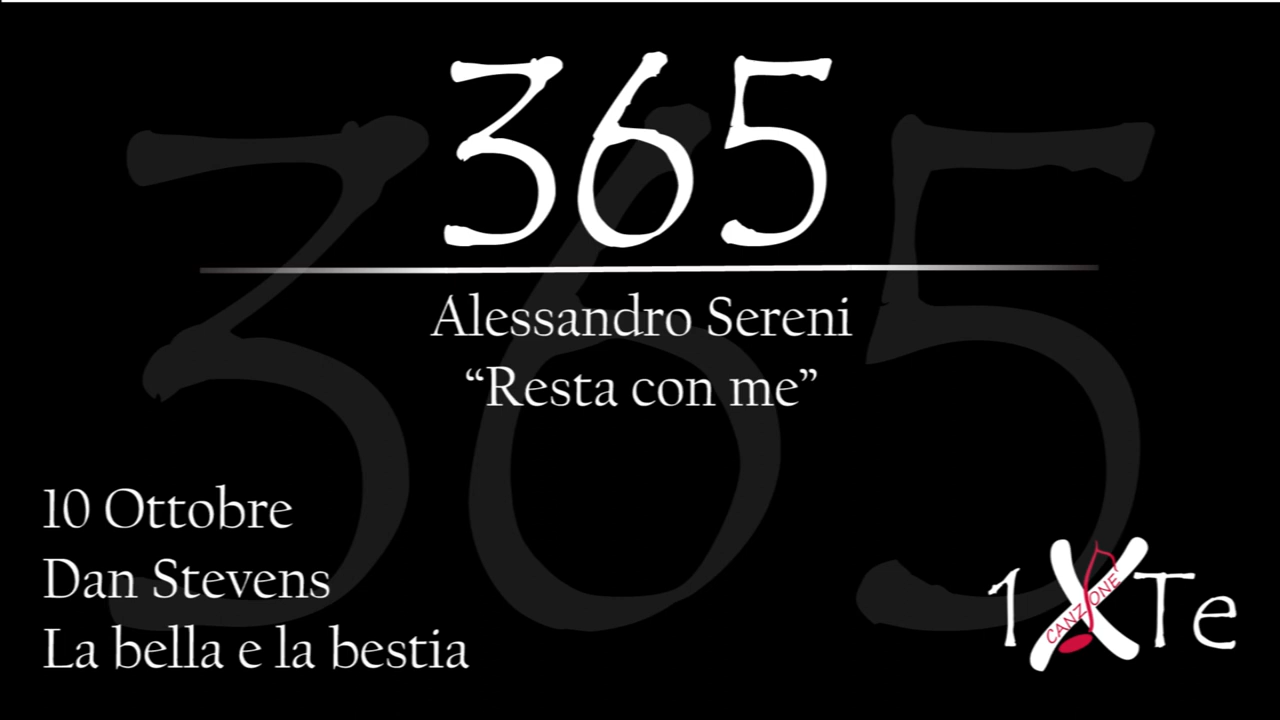 365
Alessandro Sereni
“Resta con me”
10 Ottobre
Dan Stevens
La bella e la bestia
1XTe
CANZONE